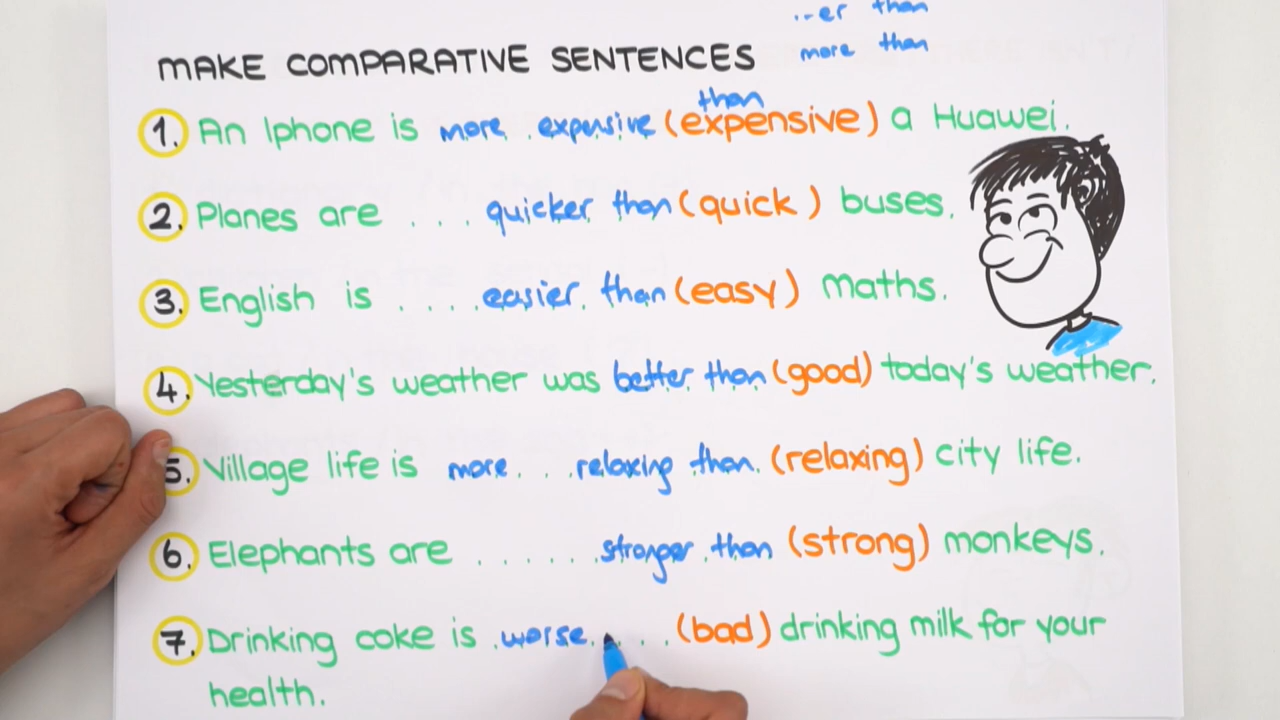 ...er than
MAKE COMPARATIVE SENTENCES more than
than
1. An Iphone is more . expensive (expensive) a Huawei.
2. Planes are . . . quicker than (quick) buses.
3. English is . . . . easier than (easy) maths.
4. Yesterday's weather was better than (good) today's weather.
5. Village life is more . . . relaxing than. (relaxing) city life.
6. Elephants are . . . . . . stronger than (strong) monkeys.
7. Drinking coke is . worse . . . . (bad) drinking milk for your
health.